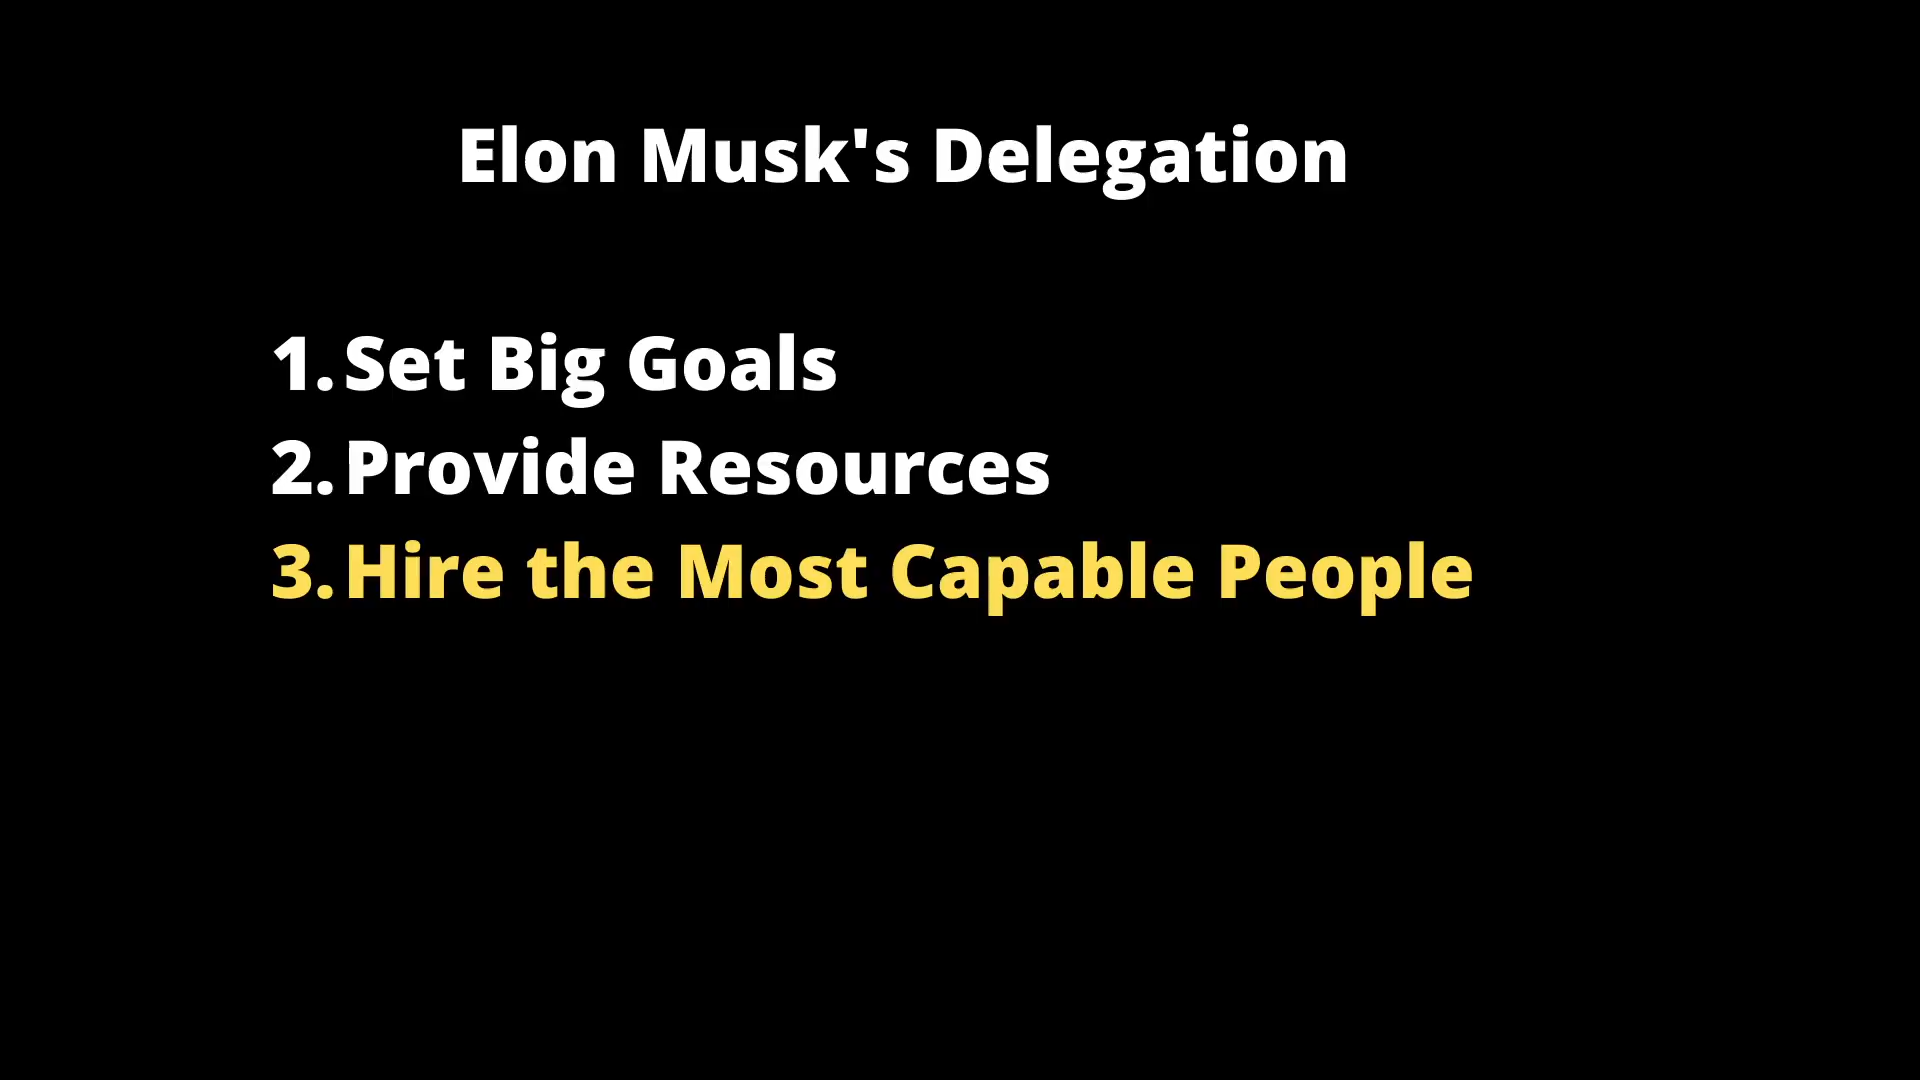 Elon Musk's Delegation
1. Set Big Goals
2. Provide Resources
3. Hire the Most Capable People